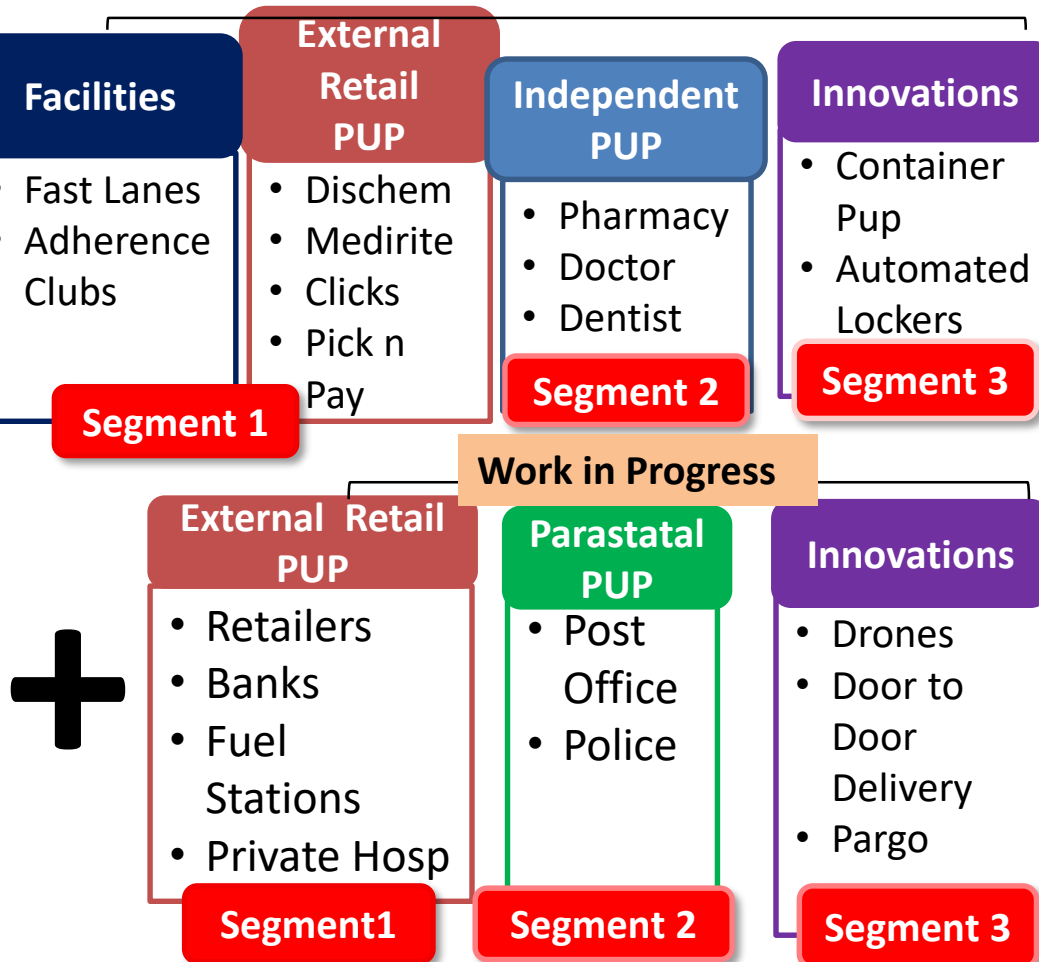 Facilities
• Fast Lanes
• Adherence
Clubs
External
Retail
PUP
• Dischem
• Medirite
• Clicks
• Pick n
Pay
Segment 1
Independent
PUP
• Pharmacy
• Doctor
• Dentist
Segment 2
Innovations
• Container
Pup
• Automated
Lockers
Segment 3
Work in Progress
External Retail
PUP
• Retailers
• Banks
• Fuel
Stations
• Private Hosp
Segment1
Parastatal
PUP
• Post
Office
• Police
Segment 2
Innovations
• Drones
• Door to
Door
Delivery
• Pargo
Segment 3